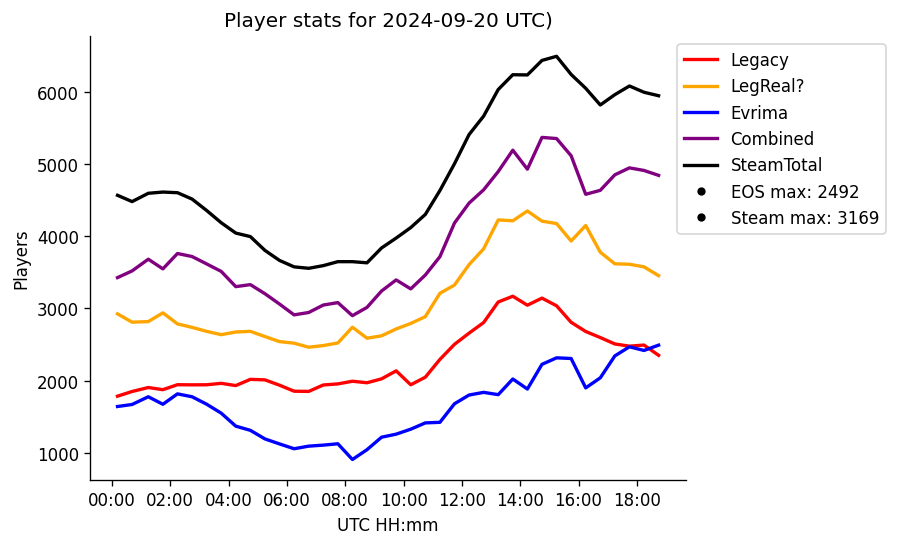 Player stats for 2024-09-20 UTC)
Legacy
LegReal?
Evrima
Combined
SteamTotal
EOS max: 2492
Steam max: 3169
6000
5000
4000
3000
2000
1000
Players
00:00 02:00 04:00 06:00 08:00 10:00 12:00 14:00 16:00 18:00
UTC HH:mm